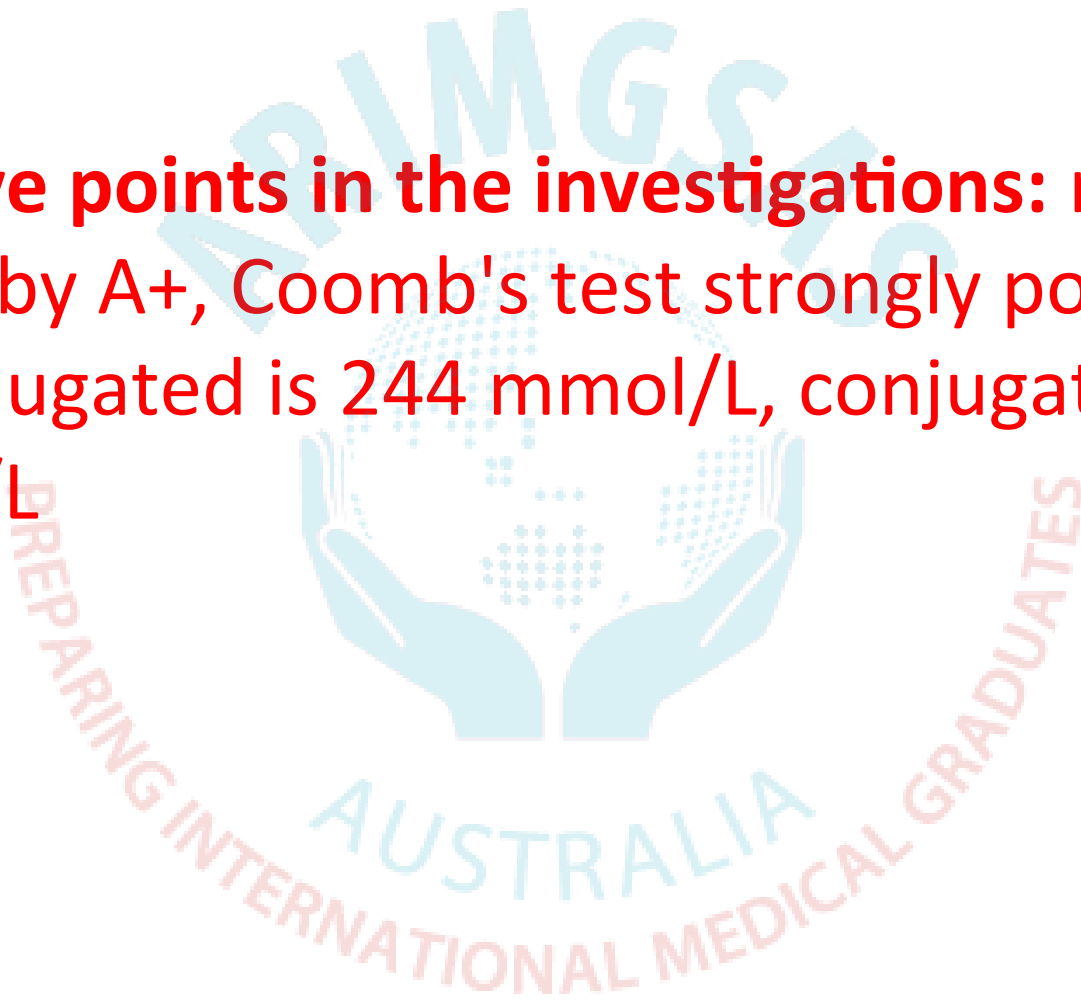 ve points in the investigations:
by A+, Coomb's test strongly po
ugated is 244 mmol/L, conjugat
/L
ARIMGSAS
PREPARING INTERNATIONAL MEDICAL GRADUATES
AUSTRALIA